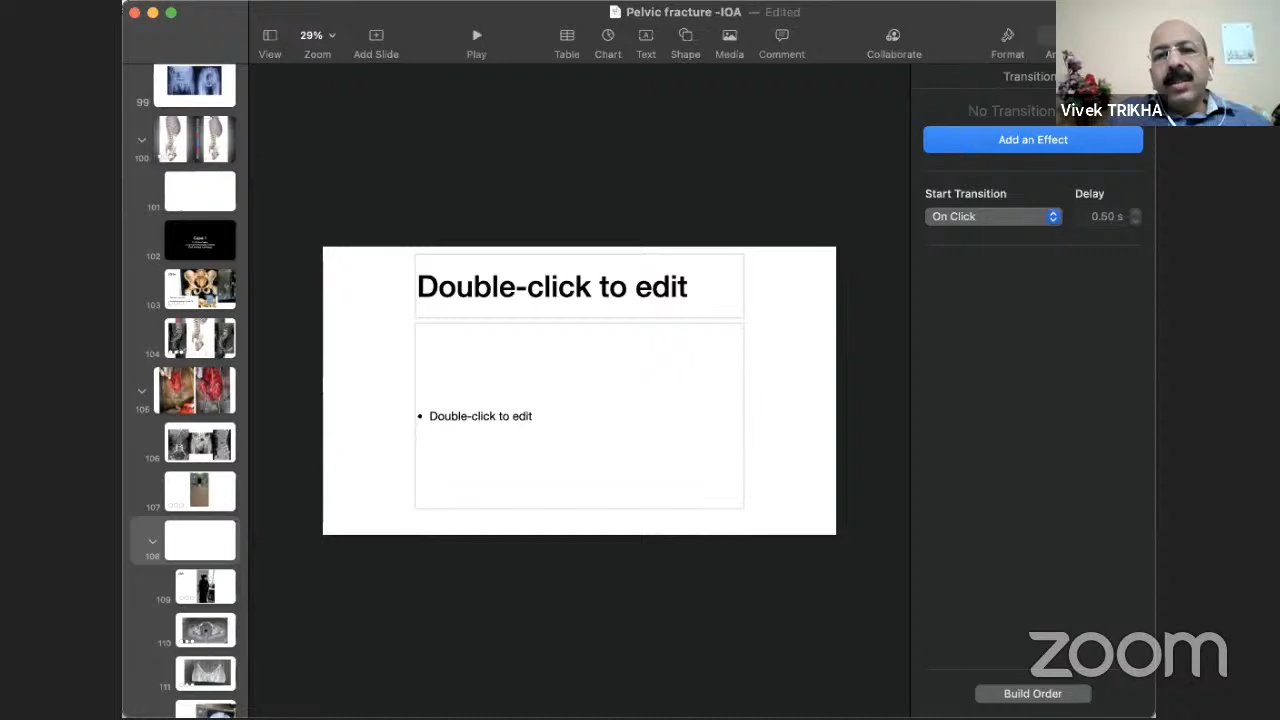 Pelvic fracture -IOA — Edited
View
29%
Zoom
Add Slide
Play
Table
Chart
Text
Shape
Media
Comment
Collaborate
Format
Transition
No Transition
Add an Effect
Start Transition
Delay
On Click
0.50 s
Vivek TRIKHA
99
100
101
102
103
104
106
106
107
108
109
110
111
Double-click to edit
• Double-click to edit
Build Order
zoom